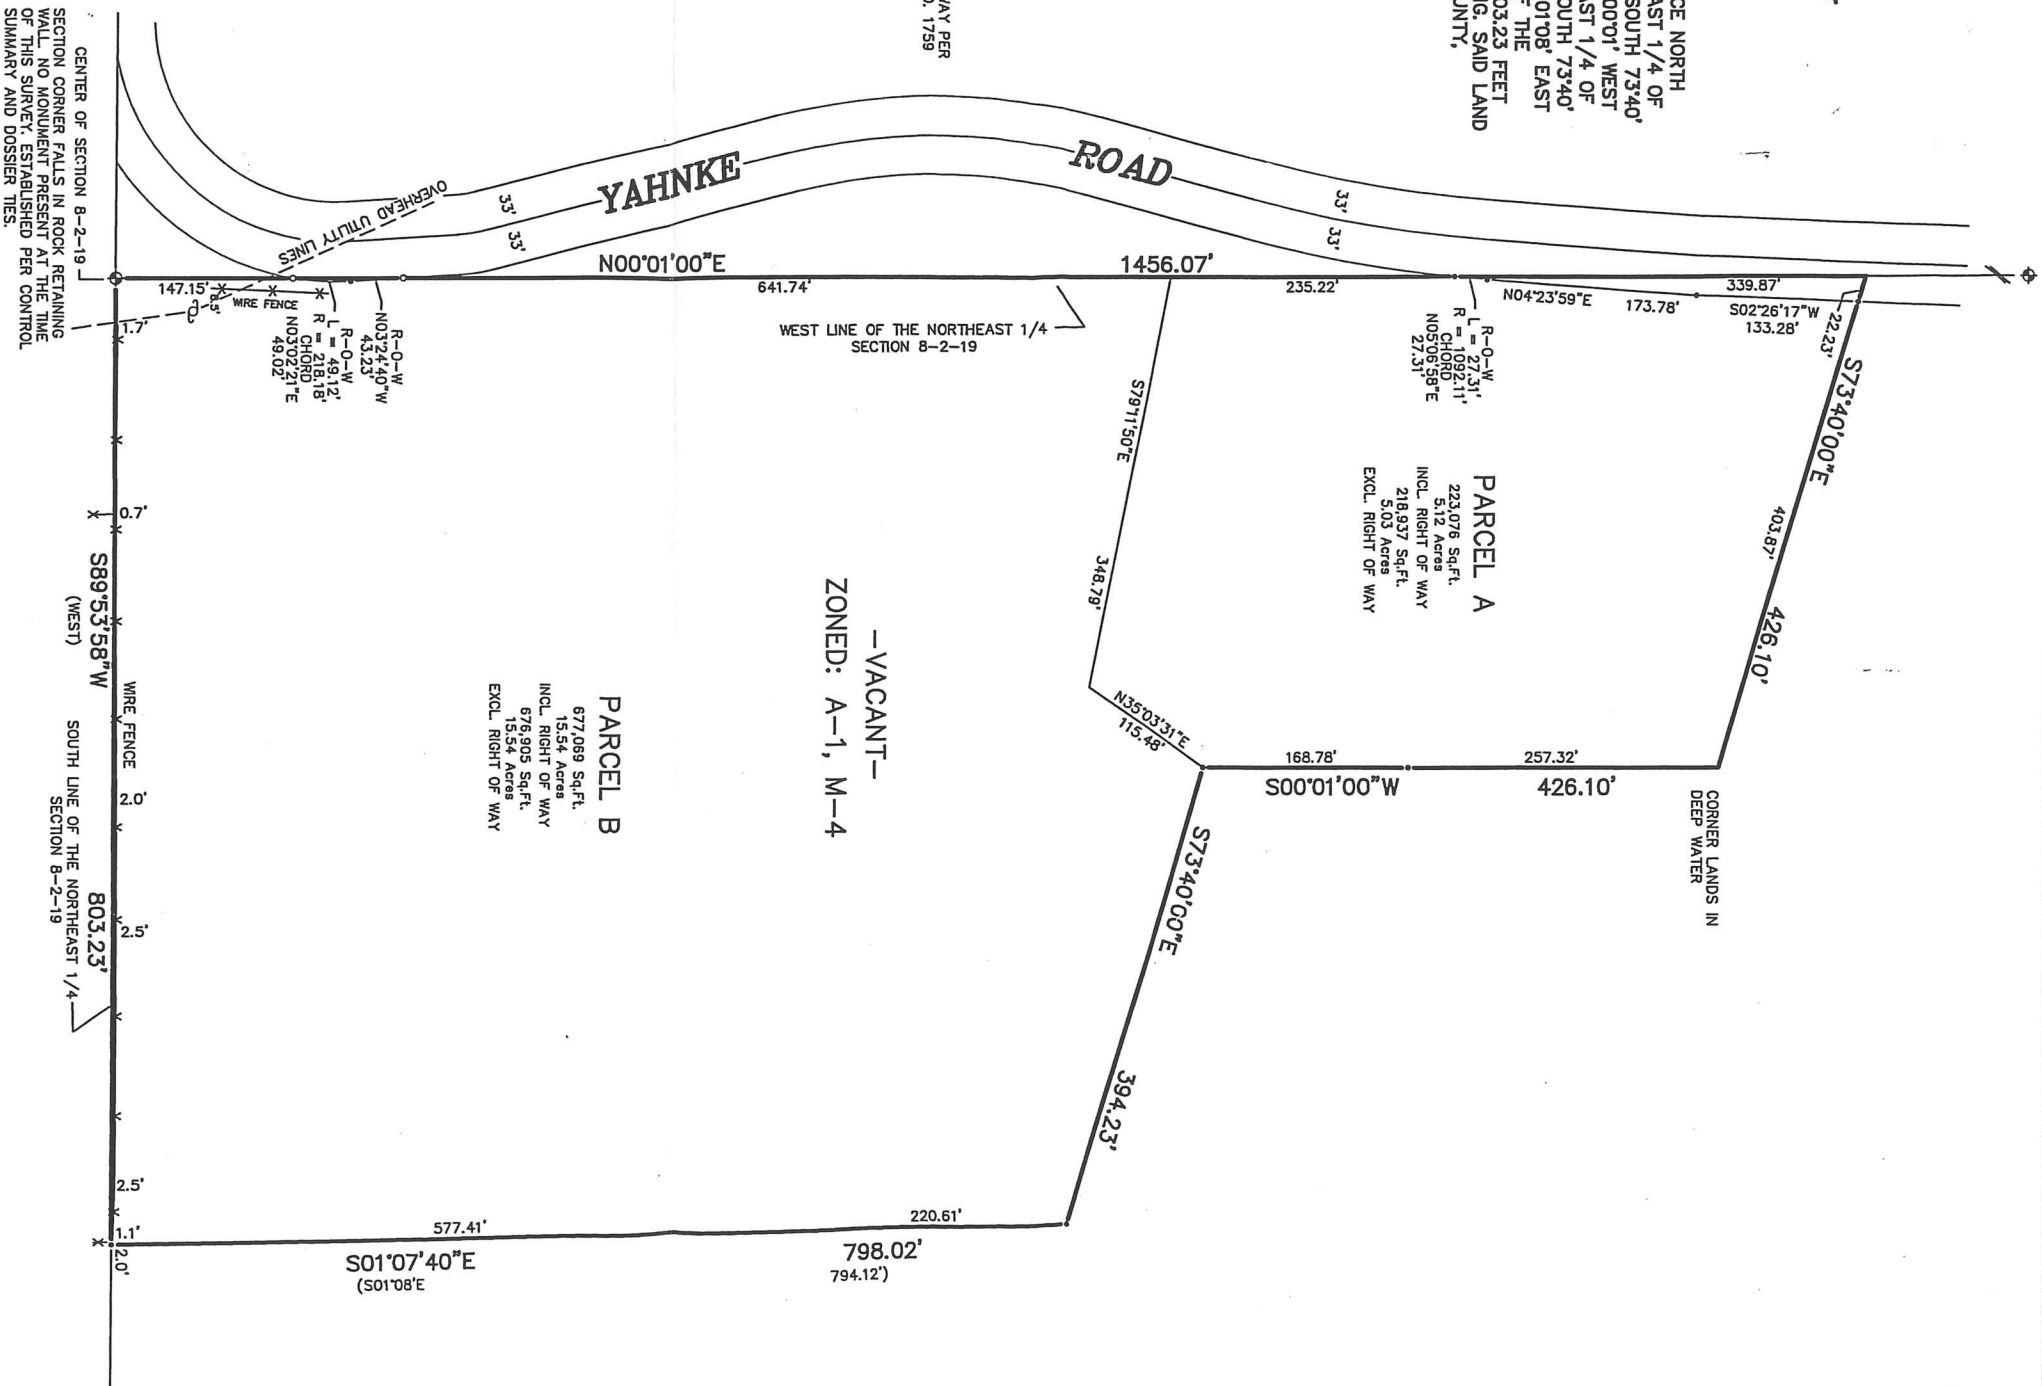 CE NORTH
AST 1/4 OF
SOUTH 73°40'
00°01' WEST
AST 1/4 OF
OUTH 73°40'
01°08' EAST
F THE
03.23 FEET
G. SAID LAND
UNTY,
WAY PER
1759
YAHNKE ROAD
33'
33'
33'
33'
OVERHEAD UTILITY LINES
N00°01'00"E
1456.07'
147.15'
8.5'
WIRE FENCE
641.74'
235.22'
339.87'
N04°23'59"E
173.78'
S02°26'17"W
133.28'
22.23'
WEST LINE OF THE NORTHEAST 1/4
SECTION 8-2-19
R-O-W
N03°24'40"W
43.23'
R-O-W
L = 49.12'
R = 218.18'
CHORD
N03°02'21"E
49.02'
R-O-W
L = 27.31'
R = 1092.11'
CHORD
N05°06'58"E
27.31'
S73°40'00"E
403.87'
426.10'
S79°11'50"E
348.79'
PARCEL A
223,076 Sq.Ft.
5.12 Acres
INCL. RIGHT OF WAY
218,937 Sq.Ft.
5.03 Acres
EXCL. RIGHT OF WAY
N35°03'31"E
115.48'
168.78'
257.32'
S00°01'00"W
426.10'
CORNER LANDS IN
DEEP WATER
-VACANT-
ZONED: A-1, M-4
PARCEL B
677,069 Sq.Ft.
15.54 Acres
INCL. RIGHT OF WAY
676,905 Sq.Ft.
15.54 Acres
EXCL. RIGHT OF WAY
S73°40'00"E
394.23'
577.41'
220.61'
S01°07'40"E
(S01°08'E
798.02'
794.12')
1.7'
0.7'
S89°53'58"W
(WEST)
WIRE FENCE
2.0'
803.23'
2.5'
2.5'
1.1'
2.0'
SOUTH LINE OF THE NORTHEAST 1/4
SECTION 8-2-19
CENTER OF SECTION 8-2-19
SECTION CORNER FALLS IN ROCK RETAINING
WALL. NO MONUMENT PRESENT AT THE TIME
OF THIS SURVEY. ESTABLISHED PER CONTROL
SUMMARY AND DOSSIER TIES.